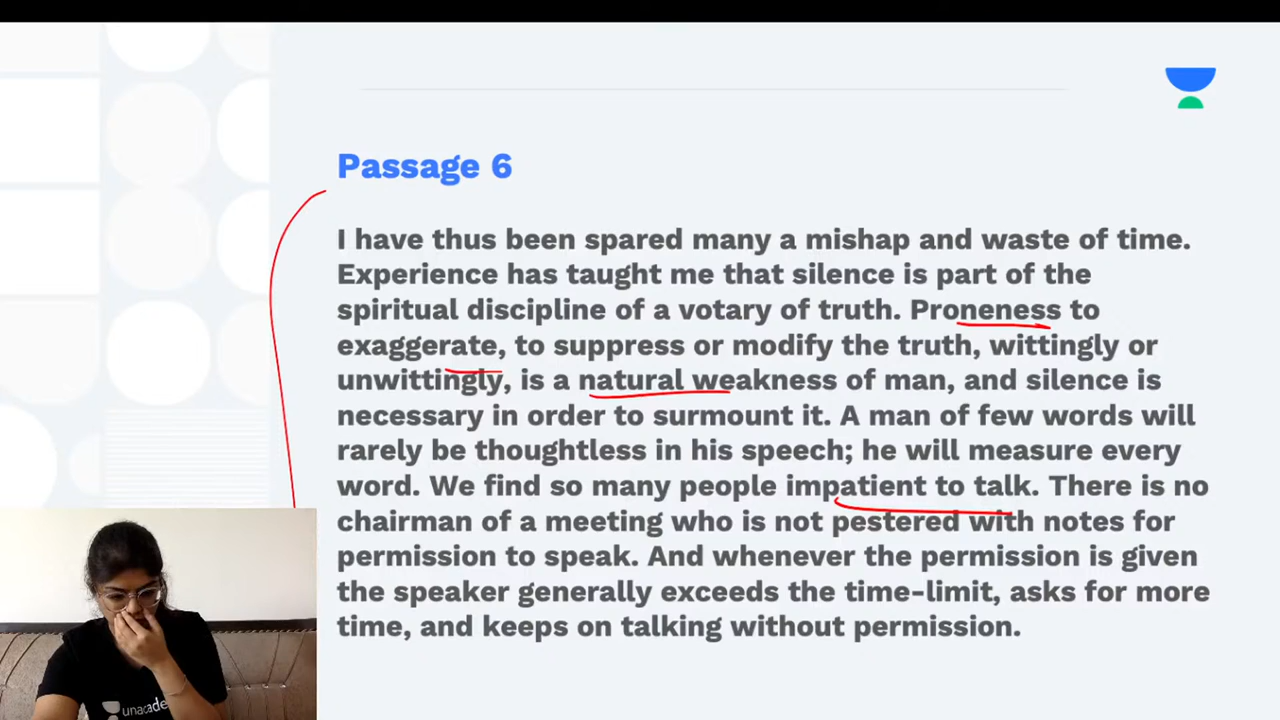 Passage 6
I have thus been spared many a mishap and waste of time.
Experience has taught me that silence is part of the
spiritual discipline of a votary of truth. Proneness to
exaggerate, to suppress or modify the truth, wittingly or
unwittingly, is a natural weakness of man, and silence is
necessary in order to surmount it. A man of few words will
rarely be thoughtless in his speech; he will measure every
word. We find so many people impatient to talk. There is no
chairman of a meeting who is not pestered with notes for
permission to speak. And whenever the permission is given
the speaker generally exceeds the time-limit, asks for more
time, and keeps on talking without permission.